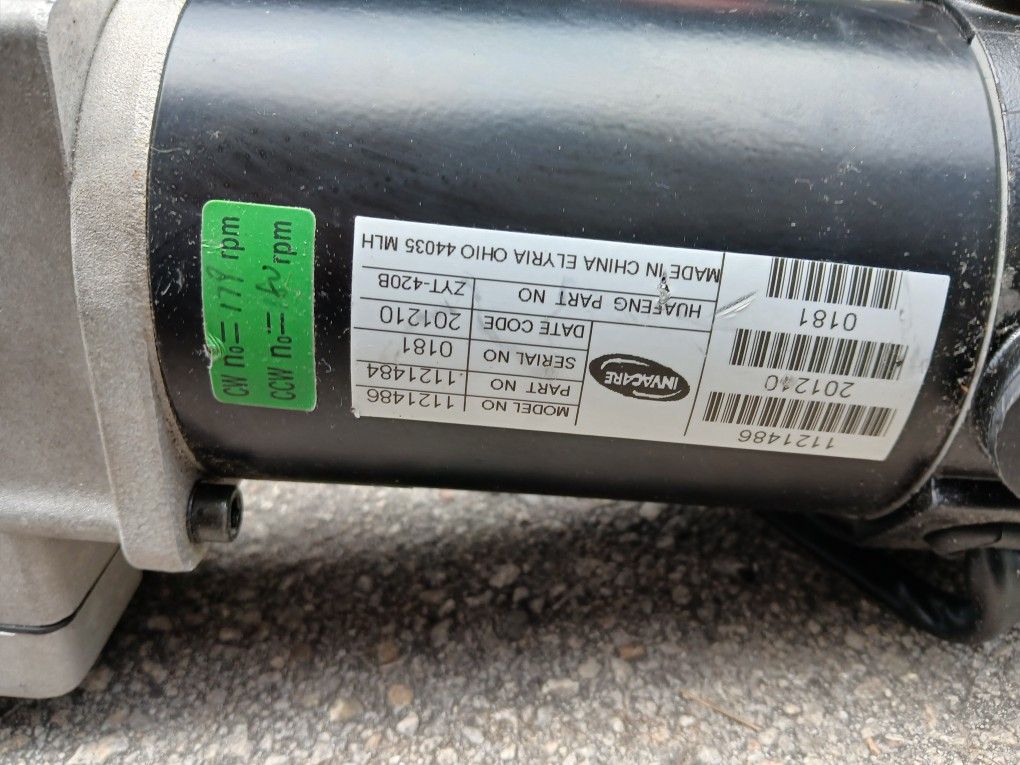 CW no= 179 rpm
CCW no= rpm
1121486
201210
0181
INVACARE
MODEL NO 1121486
PART NO 1121484
SERIAL NO 0181
DATE CODE 201210
HUAFENG PART NO ZYT-420B
MADE IN CHINA ELYRIA OHIO 44035 MLH